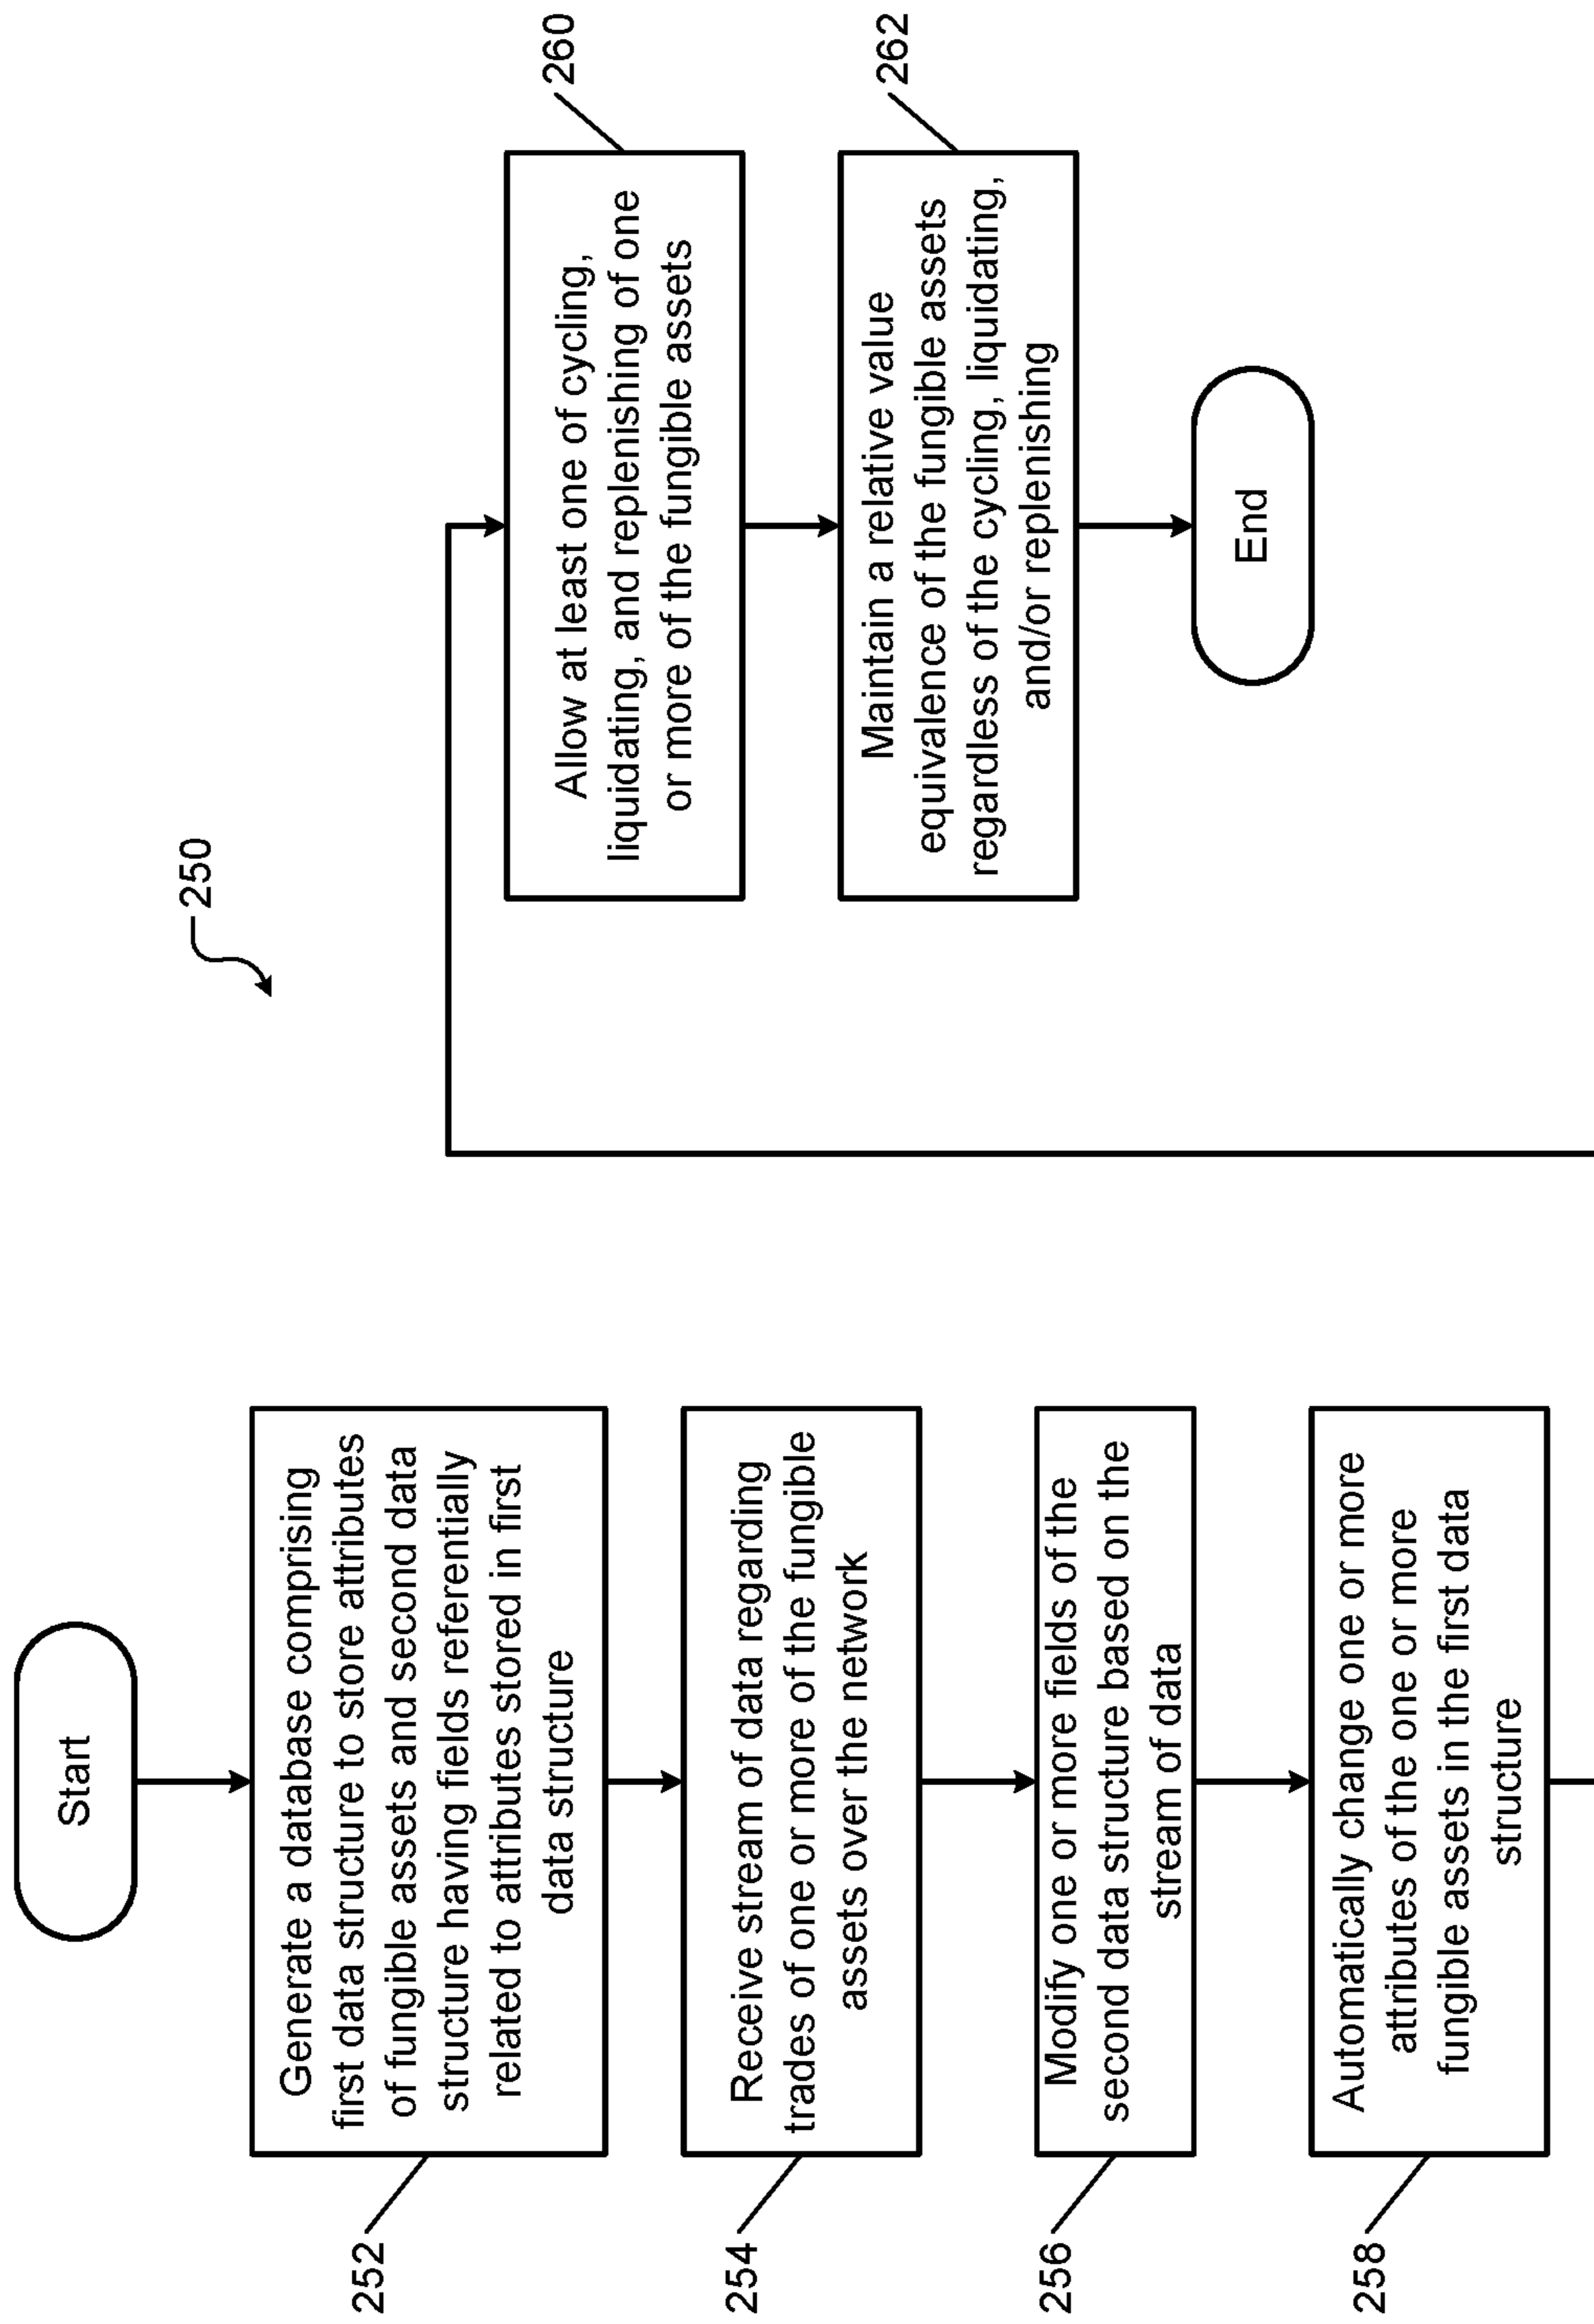 250
Start
252
Generate a database comprising
first data structure to store attributes
of fungible assets and second data
structure having fields referentially
related to attributes stored in first
data structure
254
Receive stream of data regarding
trades of one or more of the fungible
assets over the network
256
Modify one or more fields of the
second data structure based on the
stream of data
258
Automatically change one or more
attributes of the one or more
fungible assets in the first data
structure
260
Allow at least one of cycling,
liquidating, and replenishing of one
or more of the fungible assets
262
Maintain a relative value
equivalence of the fungible assets
regardless of the cycling, liquidating,
and/or replenishing
End